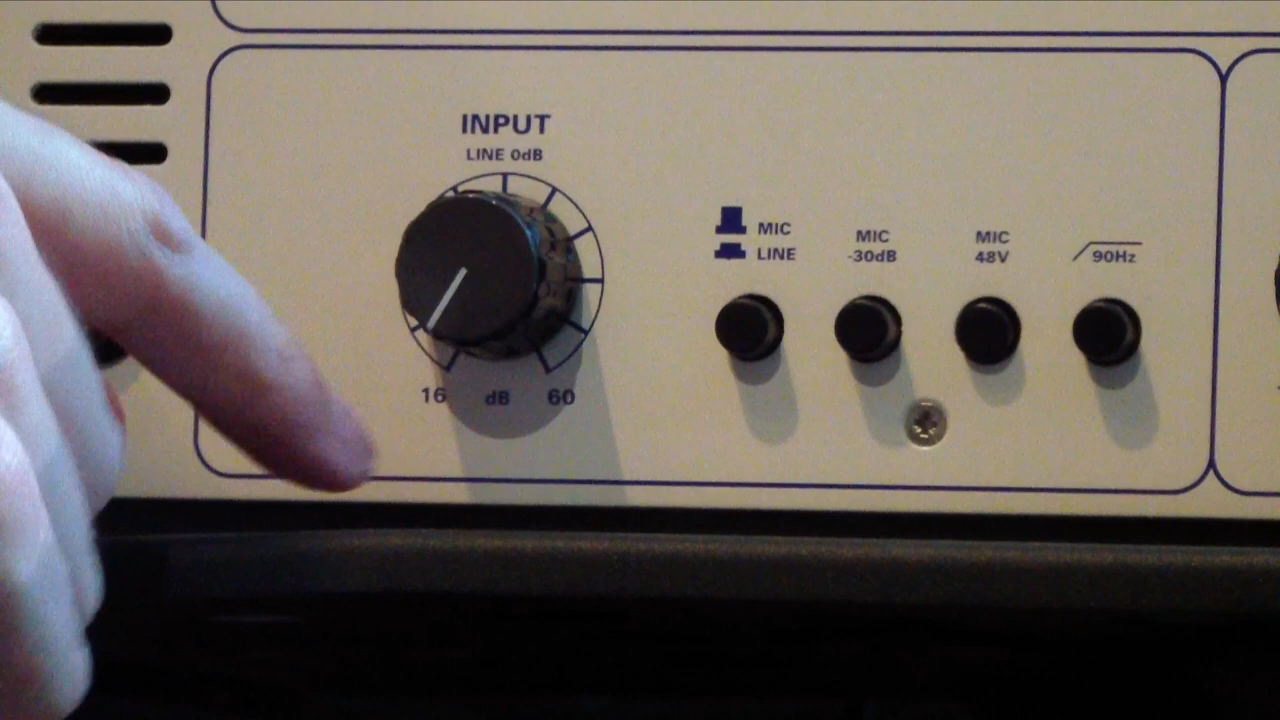 INPUT
LINE 0dB
16 dB 60
MIC
LINE
MIC
-30dB
MIC
48V
90Hz